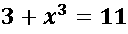 3 + x³ = 11